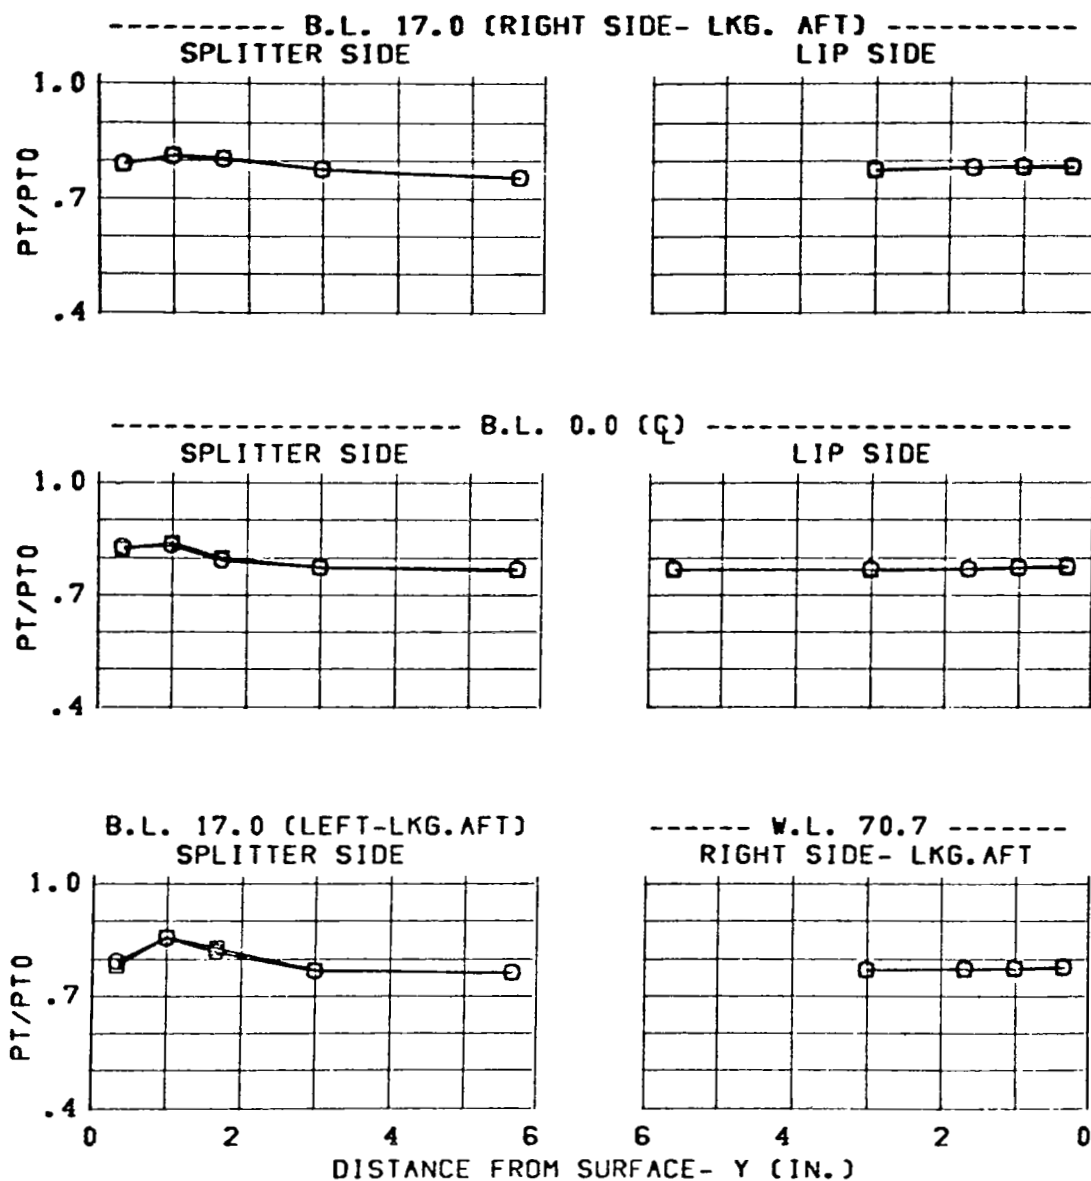 ---------- B.L. 17.0 (RIGHT SIDE- LKG. AFT) ----------
SPLITTER SIDE
LIP SIDE
1.0
.7
.4
PT/PTO
-------------------- B.L. 0.0 (℄) ---------------------
SPLITTER SIDE
LIP SIDE
1.0
.7
.4
PT/PTO
B.L. 17.0 (LEFT-LKG.AFT)
SPLITTER SIDE
------ W.L. 70.7 -------
RIGHT SIDE- LKG.AFT
1.0
.7
.4
PT/PTO
0 2 4 6
6 4 2 0
DISTANCE FROM SURFACE- Y (IN.)